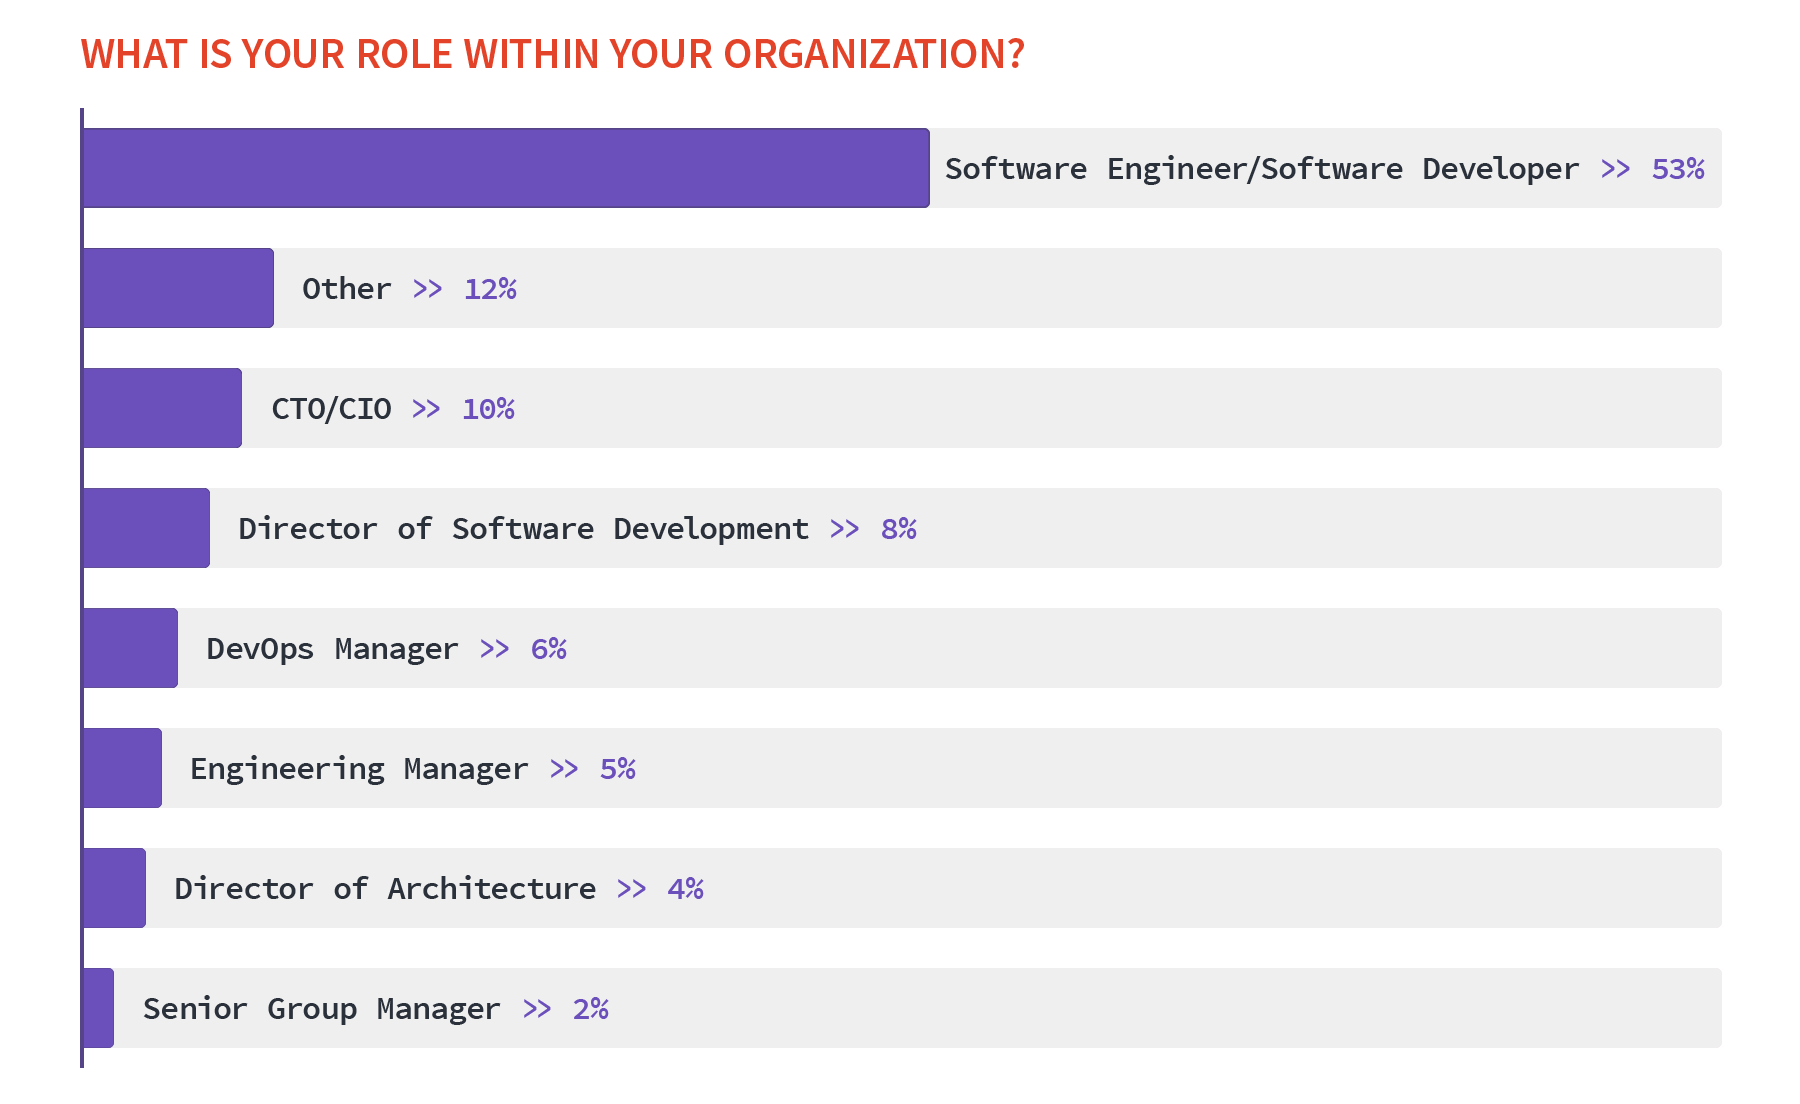 WHAT IS YOUR ROLE WITHIN YOUR ORGANIZATION?
Software Engineer/Software Developer >> 53%
Other >> 12%
CTO/CIO >> 10%
Director of Software Development >> 8%
DevOps Manager >> 6%
Engineering Manager >> 5%
Director of Architecture >> 4%
Senior Group Manager >> 2%